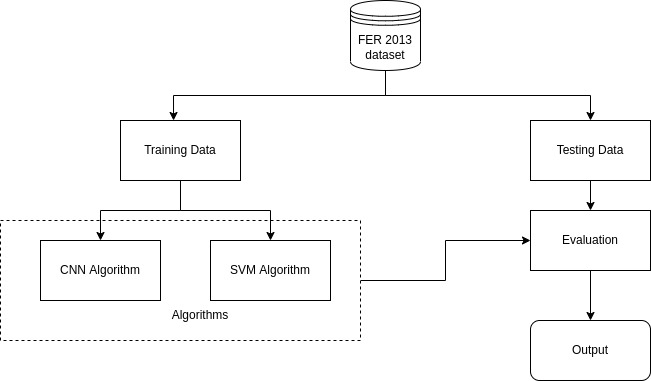 FER 2013
dataset
Training Data
Testing Data
CNN Algorithm
SVM Algorithm
Evaluation
Algorithms
Output